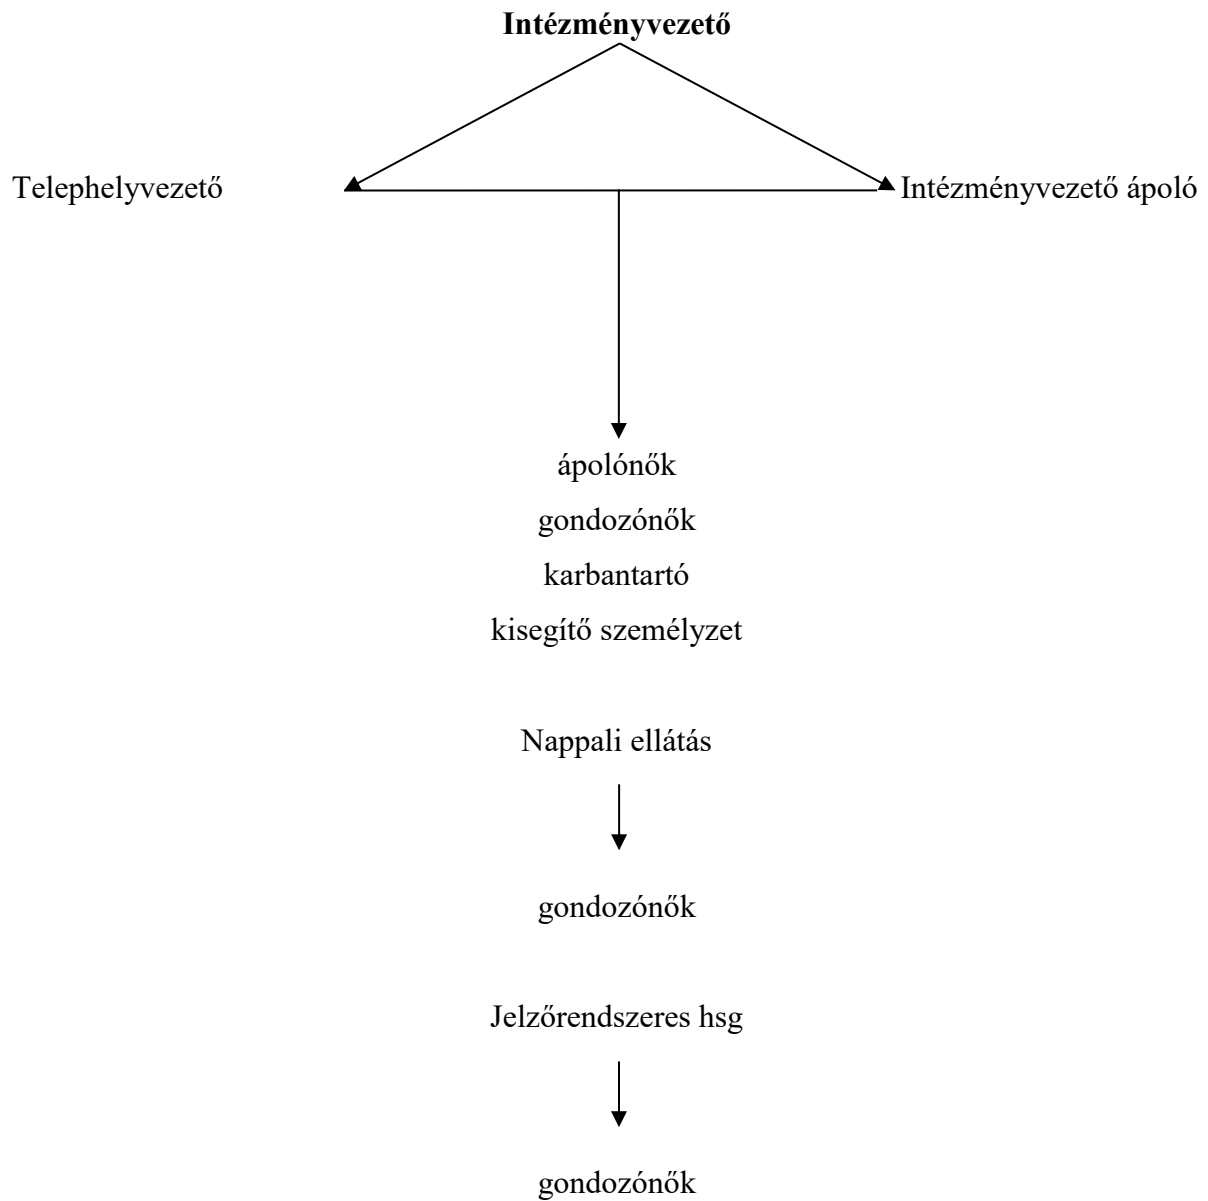 Intézményvezető
Telephelyvezető
Intézményvezető ápoló
ápolónők
gondozónők
karbantartó
kisegítő személyzet
Nappali ellátás
gondozónők
Jelzőrendszeres hsg
gondozónők